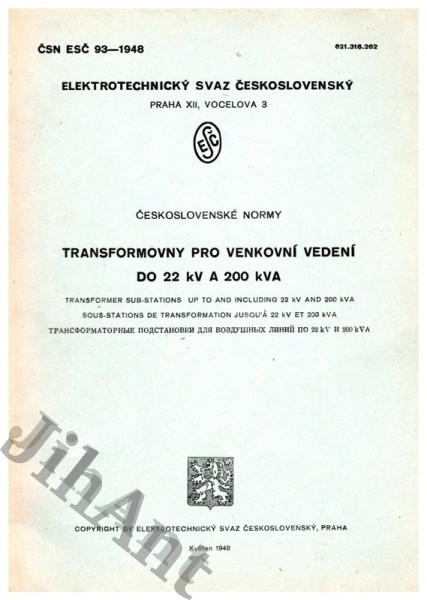 ČSN ESČ 93—1948
621.316.262
ELEKTROTECHNICKÝ SVAZ ČESKOSLOVENSKÝ
PRAHA XII, VOCELOVA 3
ESČ
ČESKOSLOVENSKÉ NORMY
TRANSFORMOVNY PRO VENKOVNÍ VEDENÍ
DO 22 kV A 200 kVA
TRANSFORMER SUB-STATIONS UP TO AND INCLUDING 22 kV AND 200 kVA
SOUS-STATIONS DE TRANSFORMATION JUSQU'Á 22 kV ET 200 kVA
ТРАНСФОРМАТОРНЫЕ ПОДСТАНОВКИ ДЛЯ ВОЗДУШНЫХ ЛИНИЙ ПО 22 kV И 200 kVA
COPYRIGHT BY ELEKTROTECHNICKÝ SVAZ ČESKOSLOVENSKÝ, PRAHA
Květen 1948
JihAnt